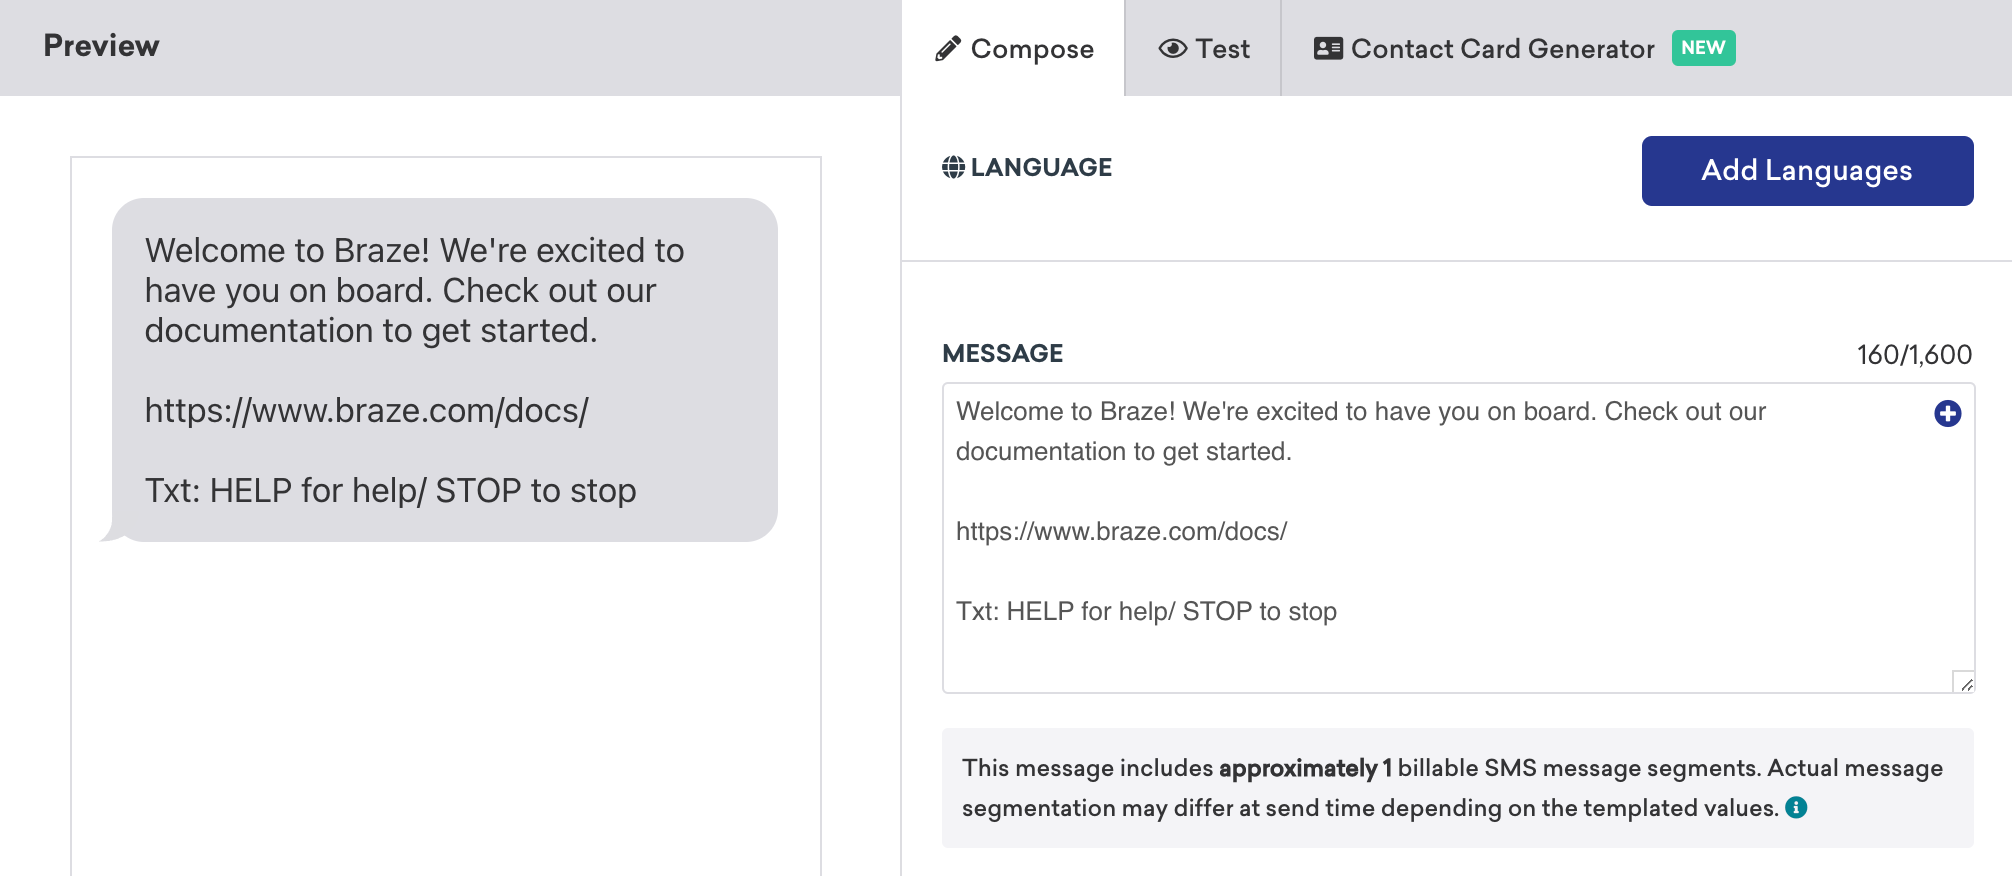 Preview
Welcome to Braze! We're excited to
have you on board. Check out our
documentation to get started.
https://www.braze.com/docs/
Txt: HELP for help/ STOP to stop
Compose
Test
Contact Card Generator NEW
LANGUAGE
Add Languages
MESSAGE
160/1,600
Welcome to Braze! We're excited to have you on board. Check out our
documentation to get started.
https://www.braze.com/docs/
Txt: HELP for help/ STOP to stop
This message includes approximately 1 billable SMS message segments. Actual message
segmentation may differ at send time depending on the templated values.